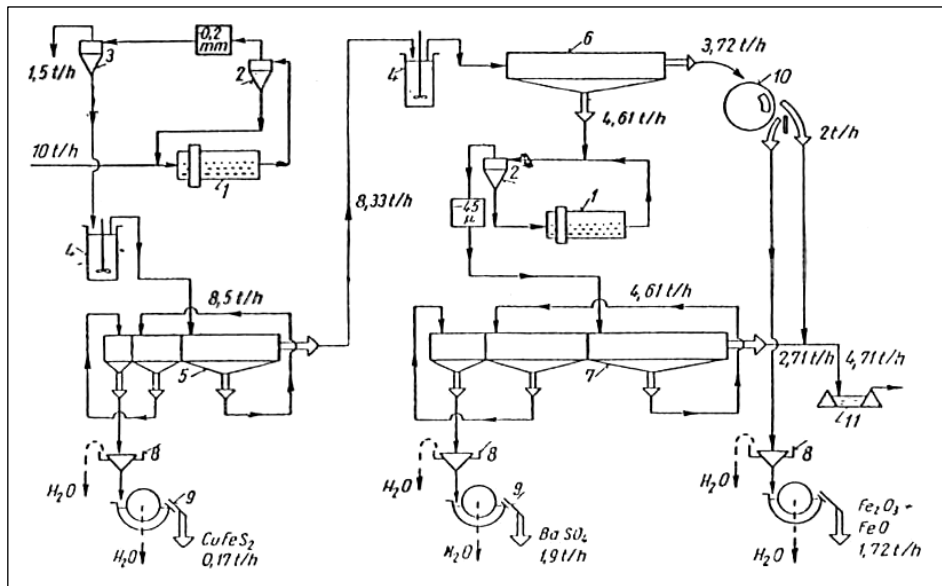 -0,2
mm
3
2
1,5 t/h
10 t/h
1
4
8,33 t/h
4
6
3,72 t/h
10
4,61 t/h
2 t/h
2
-45
μ
1
8,5 t/h
5
4,61 t/h
7
2,71 t/h
4,71 t/h
11
8
H₂O
9
H₂O
CuFeS₂
0,17 t/h
8
H₂O
9
H₂O
BaSO₄
1,9 t/h
8
H₂O
H₂O
Fe₂O₃ +
FeO
1,72 t/h